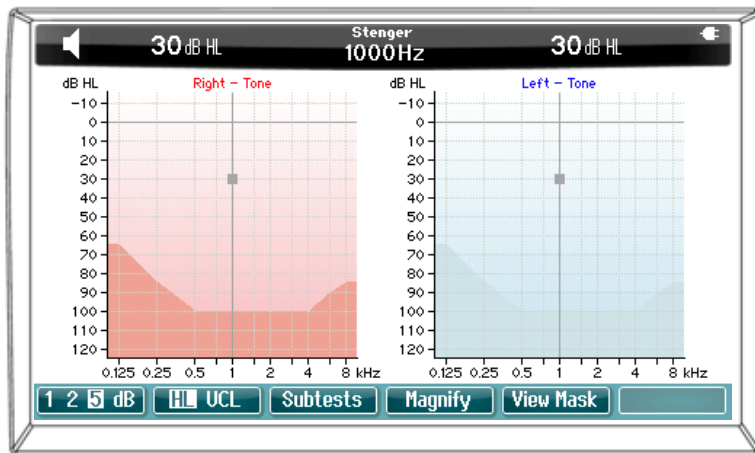 Stenger
30 dB HL 1000Hz 30 dB HL
dB HL Right - Tone dB HL Left - Tone
-10 -10
0 0
10 10
20 20
30 30
40 40
50 50
60 60
70 70
80 80
90 90
100 100
110 110
120 120
0.125 0.25 0.5 1 2 4 8 kHz 0.125 0.25 0.5 1 2 4 8 kHz
1 2 5 dB HL UCL Subtests Magnify View Mask